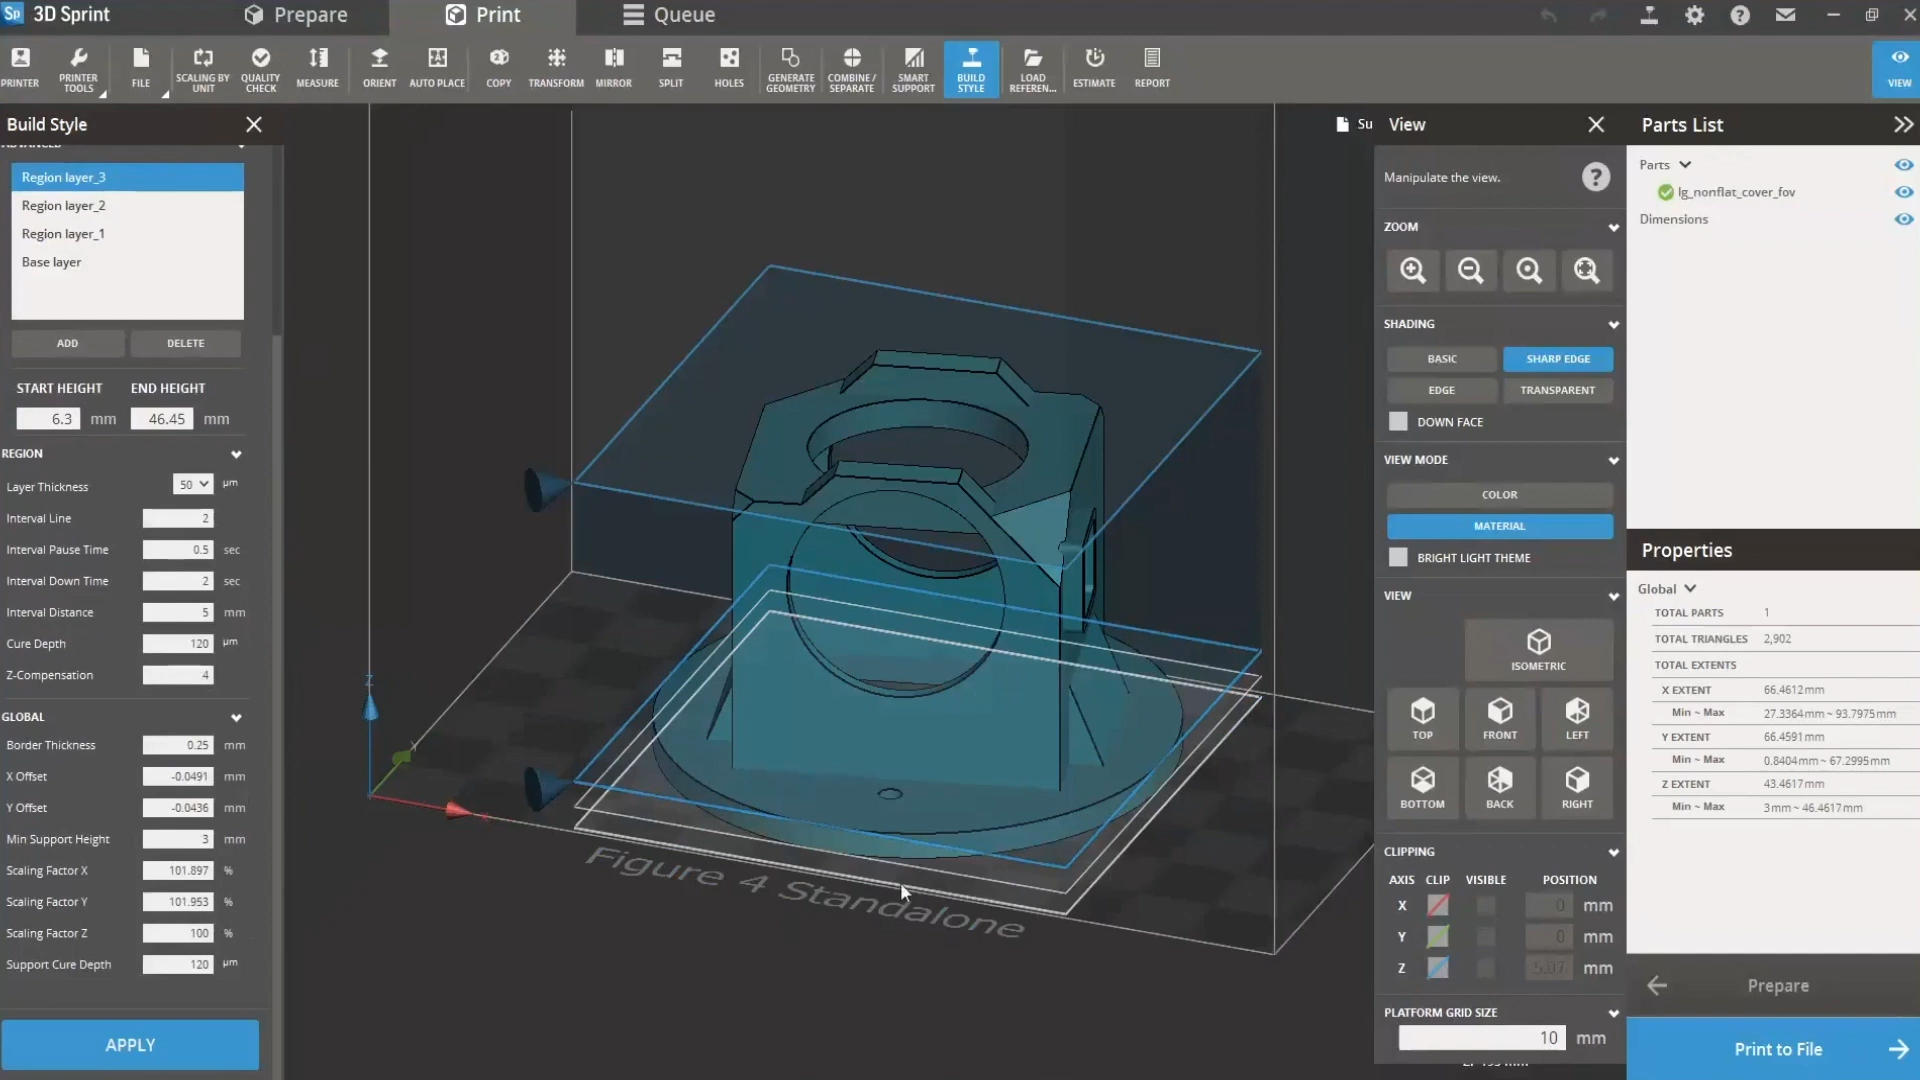 Sp 3D Sprint
Prepare
Print
Queue
PRINTER
PRINTER TOOLS
FILE
SCALING BY UNIT
QUALITY CHECK
MEASURE
ORIENT
AUTO PLACE
COPY
TRANSFORM
MIRROR
SPLIT
HOLES
GENERATE GEOMETRY
COMBINE / SEPARATE
SMART SUPPORT
BUILD STYLE
LOAD REFEREN...
ESTIMATE
REPORT
VIEW
Build Style
ADVANCED
Region layer_3
Region layer_2
Region layer_1
Base layer
ADD DELETE
START HEIGHT END HEIGHT
6.3 mm 46.45 mm
REGION
Layer Thickness 50 µm
Interval Line 2
Interval Pause Time 0.5 sec
Interval Down Time 2 sec
Interval Distance 5 mm
Cure Depth 120 µm
Z-Compensation 4
GLOBAL
Border Thickness 0.25 mm
X Offset -0.0491 mm
Y Offset -0.0436 mm
Min Support Height 3 mm
Scaling Factor X 101.897 %
Scaling Factor Y 101.953 %
Scaling Factor Z 100 %
Support Cure Depth 120 µm
APPLY
Z
Y
Figure 4 Standalone
Su
View
Manipulate the view. ?
ZOOM
SHADING
BASIC SHARP EDGE
EDGE TRANSPARENT
DOWN FACE
VIEW MODE
COLOR
MATERIAL
BRIGHT LIGHT THEME
VIEW
ISOMETRIC
TOP FRONT LEFT
BOTTOM BACK RIGHT
CLIPPING
AXIS CLIP VISIBLE POSITION
X 0 mm
Y 0 mm
Z 5.07 mm
PLATFORM GRID SIZE
10 mm
Parts List
Parts
lg_nonflat_cover_fov
Dimensions
Properties
Global
TOTAL PARTS 1
TOTAL TRIANGLES 2,902
TOTAL EXTENTS
X EXTENT 66.4612mm
Min ~ Max 27.3364mm ~ 93.7975mm
Y EXTENT 66.4591mm
Min ~ Max 0.8404mm ~ 67.2995mm
Z EXTENT 43.4617mm
Min ~ Max 3mm ~ 46.4617mm
Prepare
Print to File